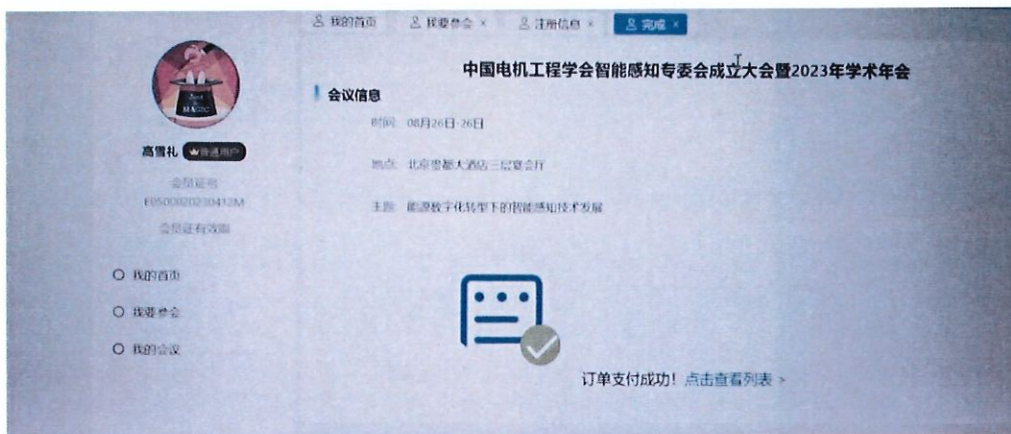 我的首页 我要参会 × 注册信息 × 完成 ×
中国电机工程学会智能感知专委会成立大会暨2023年学术年会
会议信息
时间: 08月26日-26日
地点: 北京 都大酒店三层宴会厅
主题: 能源数字化转型下的智能感知技术发展
MAGIC
高雪礼 普通用户
会员证号
E0500020230412M
会员证有效期
我的首页
我要参会
我的会议
订单支付成功! 点击查看列表 >